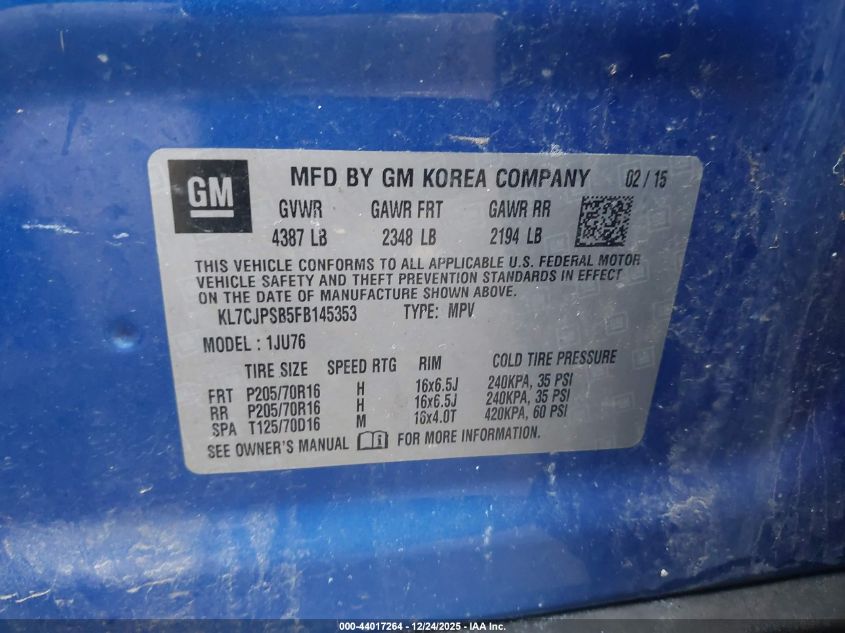 GM MFD BY GM KOREA COMPANY 02 / 15
GVWR GAWR FRT GAWR RR
4387 LB 2348 LB 2194 LB
THIS VEHICLE CONFORMS TO ALL APPLICABLE U.S. FEDERAL MOTOR
VEHICLE SAFETY AND THEFT PREVENTION STANDARDS IN EFFECT
ON THE DATE OF MANUFACTURE SHOWN ABOVE.
KL7CJPSB5FB145353 TYPE: MPV
MODEL : 1JU76
TIRE SIZE SPEED RTG RIM COLD TIRE PRESSURE
FRT P205/70R16 H 16x6.5J 240KPA, 35 PSI
RR P205/70R16 H 16x6.5J 240KPA, 35 PSI
SPA T125/70D16 M 16x4.0T 420KPA, 60 PSI
SEE OWNER'S MANUAL FOR MORE INFORMATION.
000-44017264 - 12/24/2025 - IAA Inc.